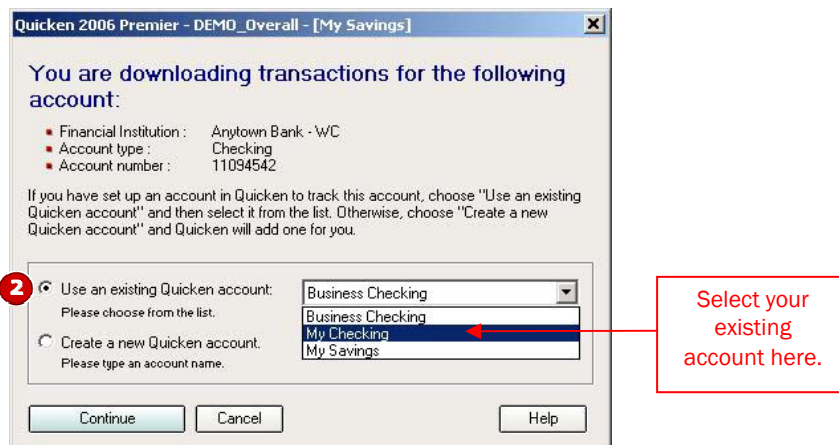 Quicken 2006 Premier - DEMO_Overall - [My Savings]
You are downloading transactions for the following
account:
Financial Institution : Anytown Bank - WC
Account type : Checking
Account number : 11094542
If you have set up an account in Quicken to track this account, choose "Use an existing
Quicken account" and then select it from the list. Otherwise, choose "Create a new
Quicken account" and Quicken will add one for you.
2 Use an existing Quicken account: Business Checking
Please choose from the list.
Business Checking
My Checking
My Savings
Create a new Quicken account.
Please type an account name.
Continue Cancel Help
Select your
existing
account here.